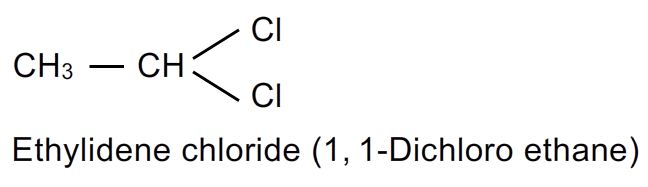 Cl
CH₃ — CH
Cl
Ethylidene chloride (1, 1-Dichloro ethane)